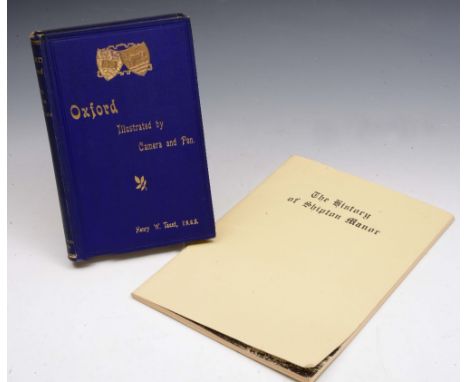 Oxford
Illustrated by
Camera and Pen.
Henry W. Taunt, F.R.G.S.
The History
of Shipton Manor